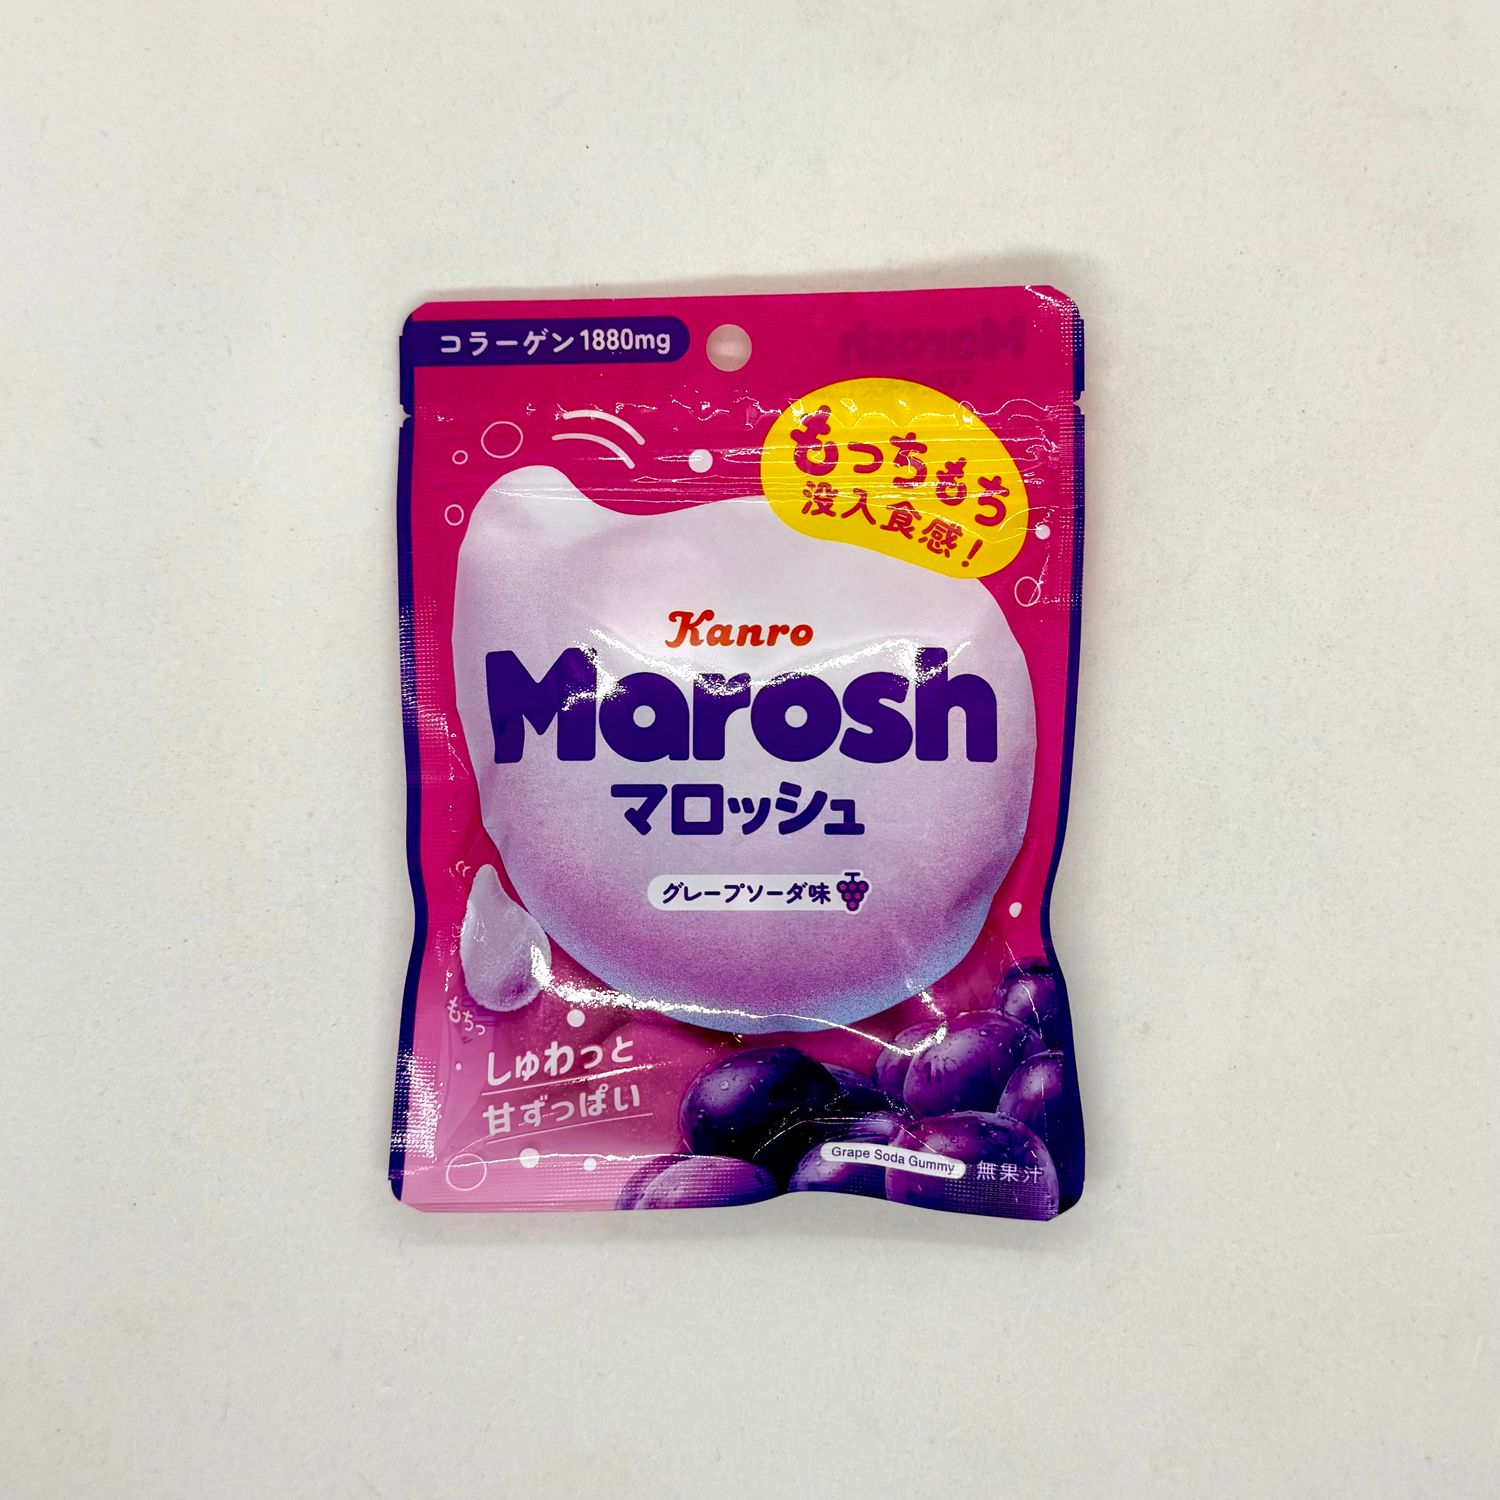 コラーゲン1880mg
もっちもち
没入食感!
Kanro
Marosh
マロッシュ
グレープソーダ味
もちっ
しゅわっと
甘ずっぱい
Grape Soda Gummy
無果汁